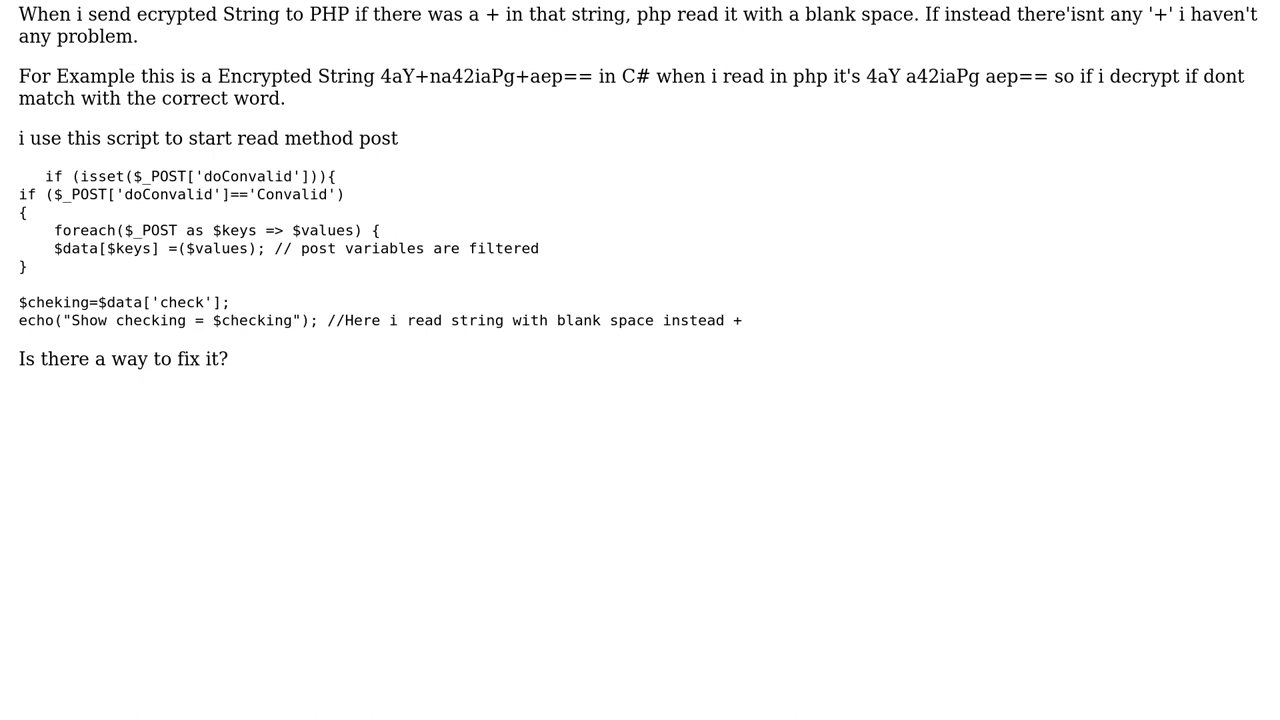 When i send ecrypted String to PHP if there was a + in that string, php read it with a blank space. If instead there'isnt any '+' i haven't
any problem.
For Example this is a Encrypted String 4aY+na42iaPg+aep== in C# when i read in php it's 4aY a42iaPg aep== so if i decrypt if dont
match with the correct word.
i use this script to start read method post
if (isset($_POST['doConvalid'])){
if ($_POST['doConvalid']=='Convalid')
{
foreach($_POST as $keys => $values) {
$data[$keys] =($values); // post variables are filtered
}
$cheking=$data['check'];
echo("Show checking = $checking"); //Here i read string with blank space instead +
Is there a way to fix it?